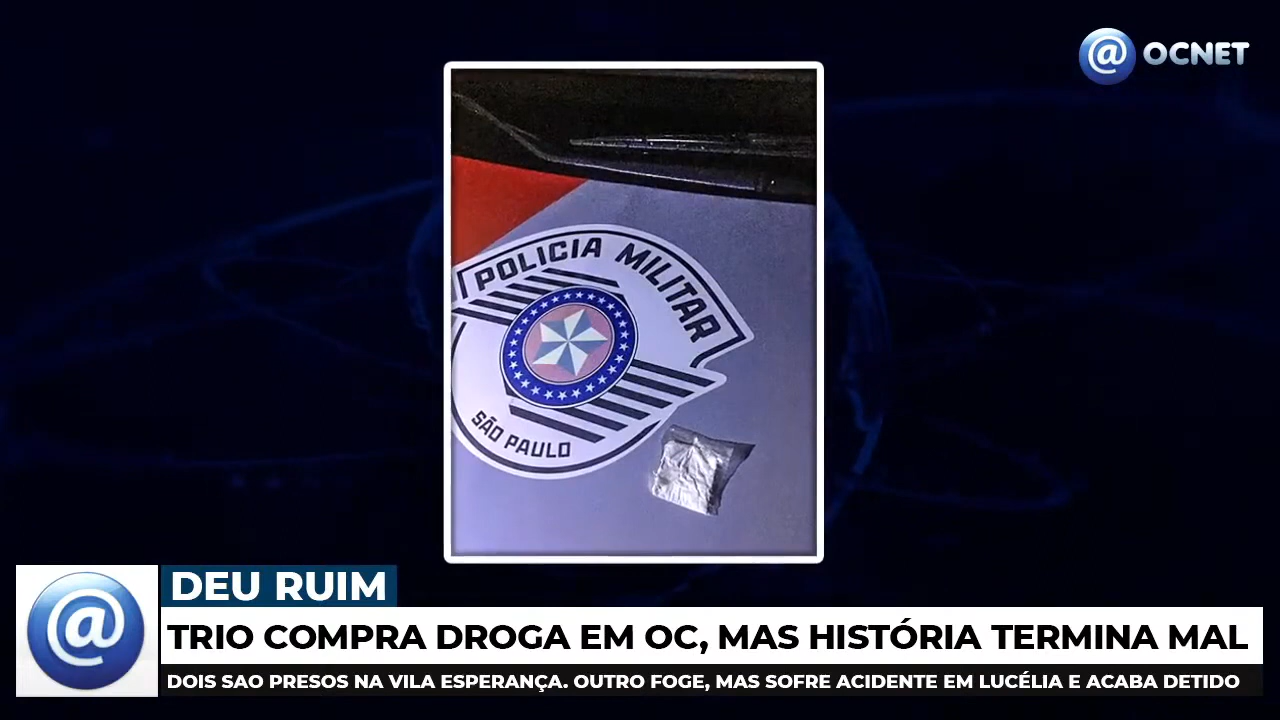 @ OCNET
POLICIA MILITAR
SÃO PAULO
@
DEU RUIM
TRIO COMPRA DROGA EM OC, MAS HISTÓRIA TERMINA MAL
DOIS SAO PRESOS NA VILA ESPERANÇA. OUTRO FOGE, MAS SOFRE ACIDENTE EM LUCÉLIA E ACABA DETIDO